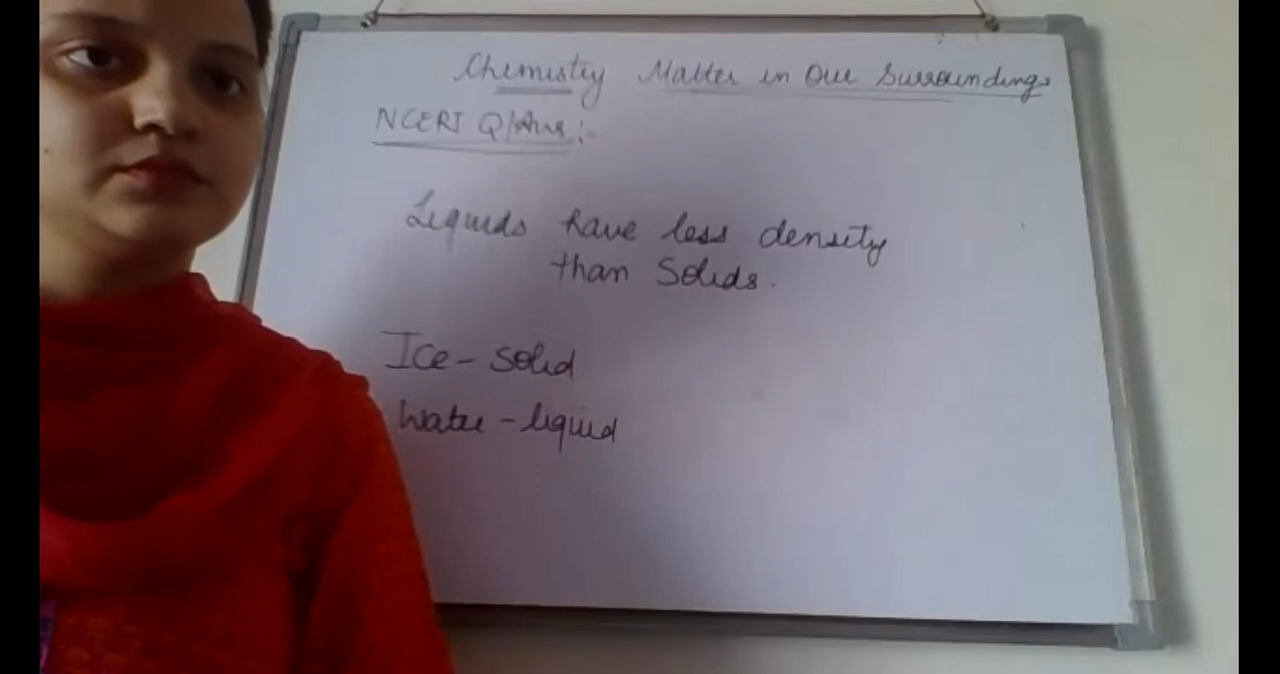 Chemistry Matter in Our Surroundings
NCERT Q/Ans :-
Liquids have less density
than Solids.
Ice - solid
Water - liquid